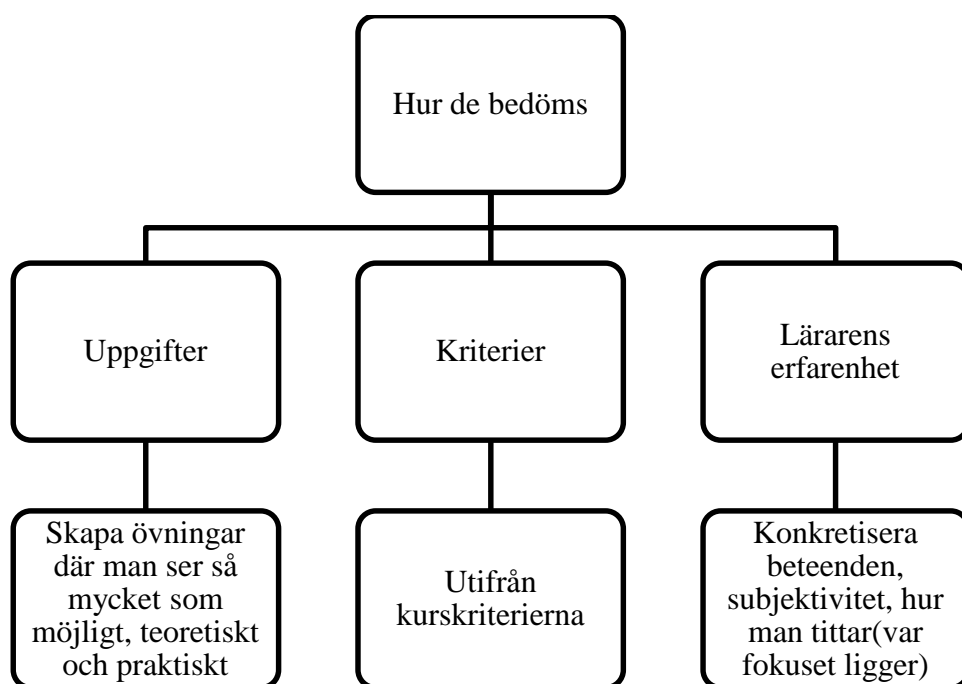 Hur de bedöms
Uppgifter
Kriterier
Lärarens
erfarenhet
Skapa övningar
där man ser så
mycket som
möjligt, teoretiskt
och praktiskt
Utifrån
kurskriterierna
Konkretisera
beteenden,
subjektivitet, hur
man tittar(var
fokuset ligger)